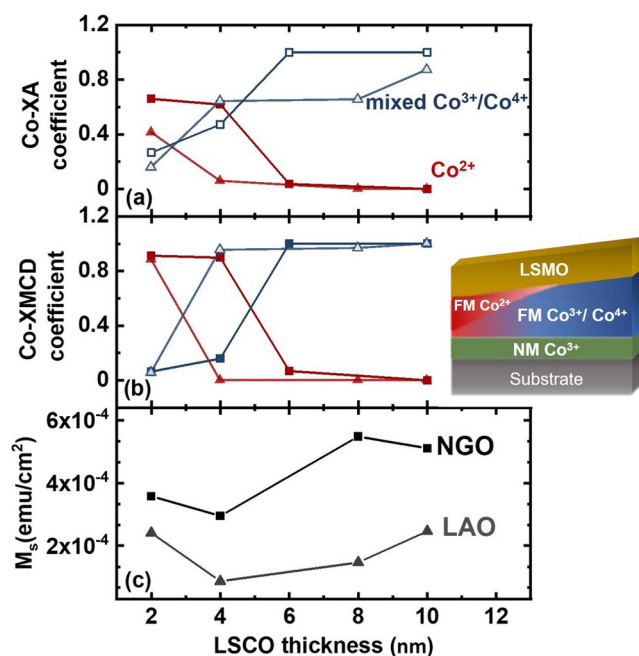 1.2
0.8
0.4
0
Co-XA
coefficient
mixed Co³⁺/Co⁴⁺
Co²⁺
(a)
1.2
0.8
0.4
0
Co-XMCD
coefficient
(b)
LSMO
FM Co²⁺
FM Co³⁺/ Co⁴⁺
NM Co³⁺
Substrate
6x10⁻⁴
4x10⁻⁴
2x10⁻⁴
Mₛ(emu/cm²)
NGO
LAO
(c)
2 4 6 8 10 12
LSCO thickness (nm)